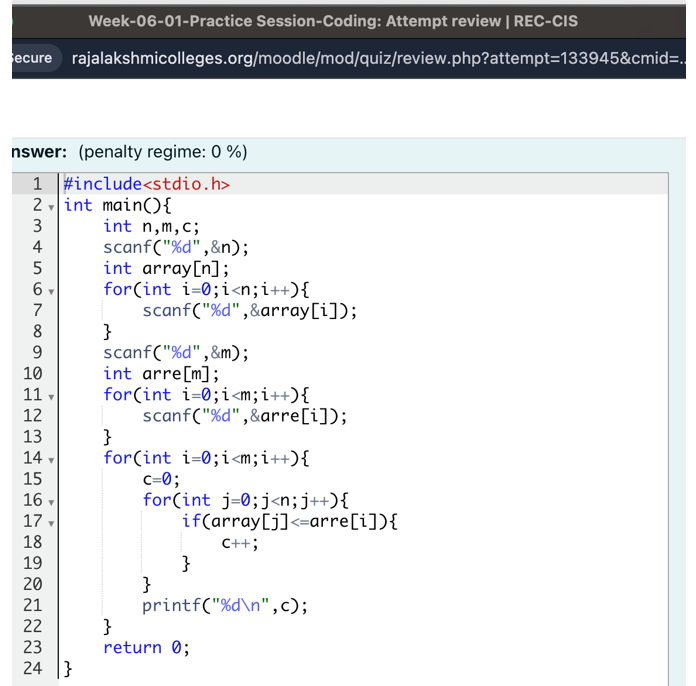 Week-06-01-Practice Session-Coding: Attempt review | REC-CIS
ecure rajalakshmicolleges.org/moodle/mod/quiz/review.php?attempt=133945&cmid=...
nswer: (penalty regime: 0 %)
1 #include<stdio.h>
2 int main(){
3     int n,m,c;
4     scanf("%d",&n);
5     int array[n];
6     for(int i=0;i<n;i++){
7         scanf("%d",&array[i]);
8     }
9     scanf("%d",&m);
10     int arre[m];
11     for(int i=0;i<m;i++){
12         scanf("%d",&arre[i]);
13     }
14     for(int i=0;i<m;i++){
15         c=0;
16         for(int j=0;j<n;j++){
17             if(array[j]<=arre[i]){
18                 c++;
19             }
20         }
21         printf("%d\n",c);
22     }
23     return 0;
24 }